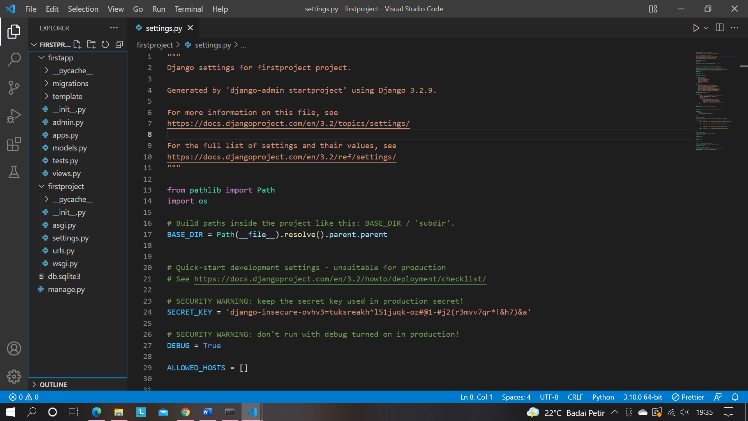 File Edit Selection View Go Run Terminal Help
settings.py - firstproject - Visual Studio Code
EXPLORER
FIRSTPR...
firstapp
__pycache__
migrations
template
__init__.py
admin.py
apps.py
models.py
tests.py
views.py
firstproject
__pycache__
__init__.py
asgi.py
settings.py
urls.py
wsgi.py
db.sqlite3
manage.py
OUTLINE
settings.py
firstproject > settings.py > ...
1 """
2 Django settings for firstproject project.
3
4 Generated by 'django-admin startproject' using Django 3.2.9.
5
6 For more information on this file, see
7 https://docs.djangoproject.com/en/3.2/topics/settings/
8
9 For the full list of settings and their values, see
10 https://docs.djangoproject.com/en/3.2/ref/settings/
11 """
12
13 from pathlib import Path
14 import os
15
16 # Build paths inside the project like this: BASE_DIR / 'subdir'.
17 BASE_DIR = Path(__file__).resolve().parent.parent
18
19
20 # Quick-start development settings - unsuitable for production
21 # See https://docs.djangoproject.com/en/3.2/howto/deployment/checklist/
22
23 # SECURITY WARNING: keep the secret key used in production secret!
24 SECRET_KEY = 'django-insecure-ovhv3=tuksreakh^l51juqk-oz#@1-#j2(r3mvv7qr*!&h7)&a'
25
26 # SECURITY WARNING: don't run with debug turned on in production!
27 DEBUG = True
28
29 ALLOWED_HOSTS = []
30
31
0 0 Ln 8, Col 1 Spaces: 4 UTF-8 CRLF Python 3.10.0 64-bit Prettier
22°C Badai Petir 19:35